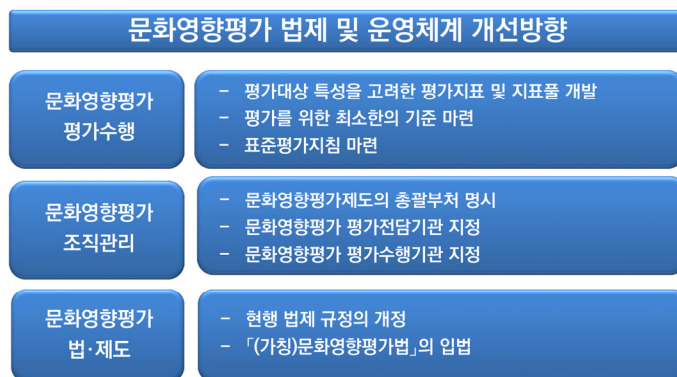 문화영향평가 법제 및 운영체계 개선방향
문화영향평가
평가수행
- 평가대상 특성을 고려한 평가지표 및 지표풀 개발
- 평가를 위한 최소한의 기준 마련
- 표준평가지침 마련
문화영향평가
조직관리
- 문화영향평가제도의 총괄부처 명시
- 문화영향평가 평가전담기관 지정
- 문화영향평가 평가수행기관 지정
문화영향평가
법·제도
- 현행 법제 규정의 개정
- 「(가칭)문화영향평가법」의 입법